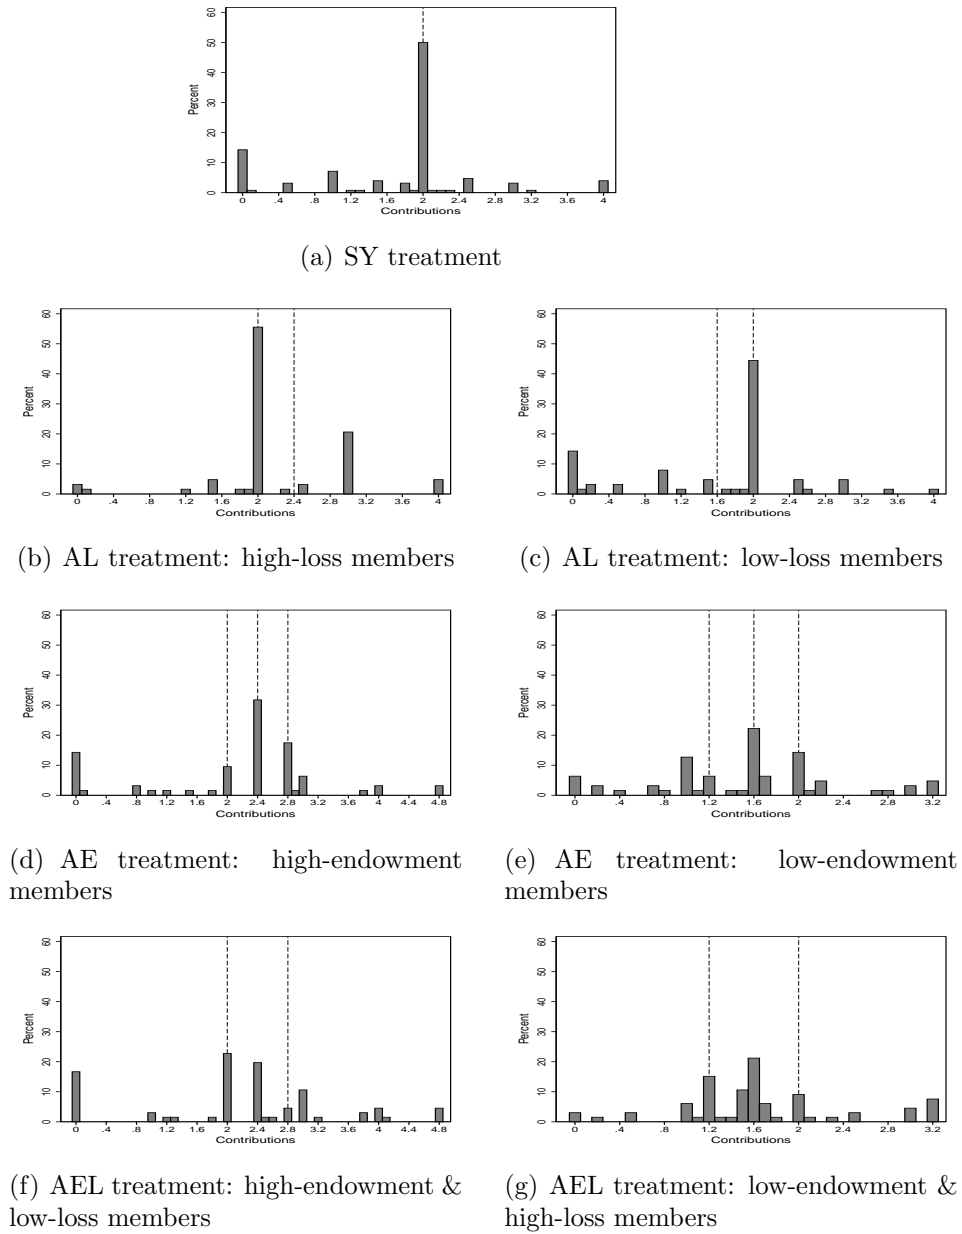 Percent
60
50
40
30
20
10
0
0 .4 .8 1.2 1.6 2 2.4 2.8 3.2 3.6 4
Contributions
(a) SY treatment
Percent
60
50
40
30
20
10
0
0 .4 .8 1.2 1.6 2 2.4 2.8 3.2 3.6 4
Contributions
(b) AL treatment: high-loss members
Percent
60
50
40
30
20
10
0
0 .4 .8 1.2 1.6 2 2.4 2.8 3.2 3.6 4
Contributions
(c) AL treatment: low-loss members
Percent
60
50
40
30
20
10
0
0 .4 .8 1.2 1.6 2 2.4 2.8 3.2 3.6 4 4.4 4.8
Contributions
(d) AE treatment: high-endowment
members
Percent
60
50
40
30
20
10
0
0 .4 .8 1.2 1.6 2 2.4 2.8 3.2
Contributions
(e) AE treatment: low-endowment
members
Percent
60
50
40
30
20
10
0
0 .4 .8 1.2 1.6 2 2.4 2.8 3.2 3.6 4 4.4 4.8
Contributions
(f) AEL treatment: high-endowment &
low-loss members
Percent
60
50
40
30
20
10
0
0 .4 .8 1.2 1.6 2 2.4 2.8 3.2
Contributions
(g) AEL treatment: low-endowment &
high-loss members